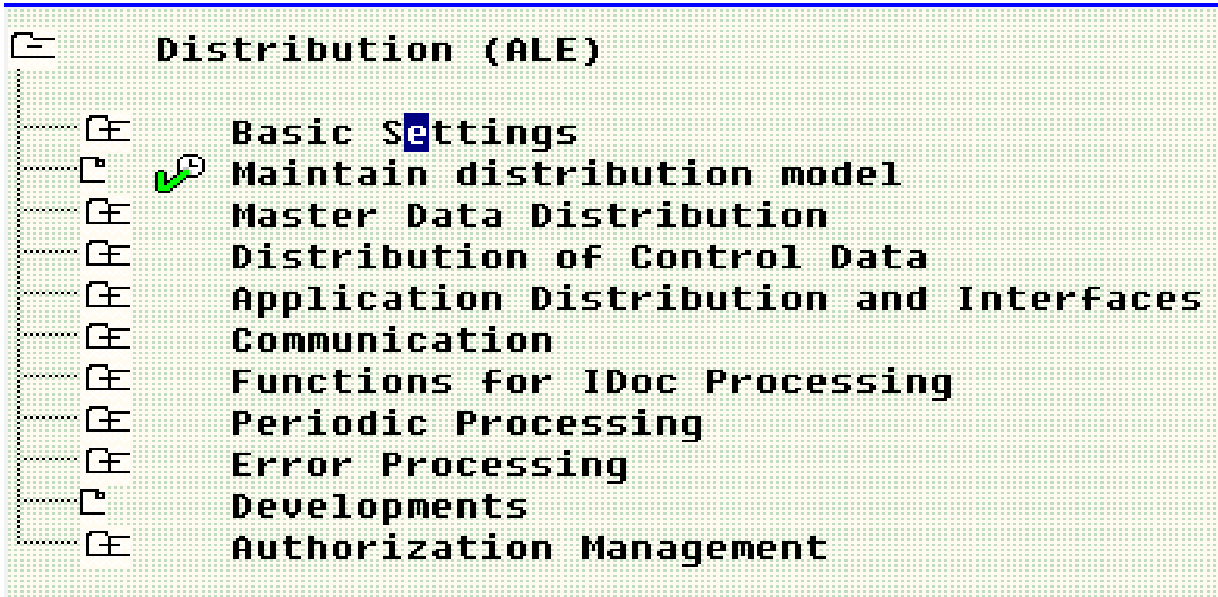 Distribution (ALE)
Basic Settings
Maintain distribution model
Master Data Distribution
Distribution of Control Data
Application Distribution and Interfaces
Communication
Functions for IDoc Processing
Periodic Processing
Error Processing
Developments
Authorization Management